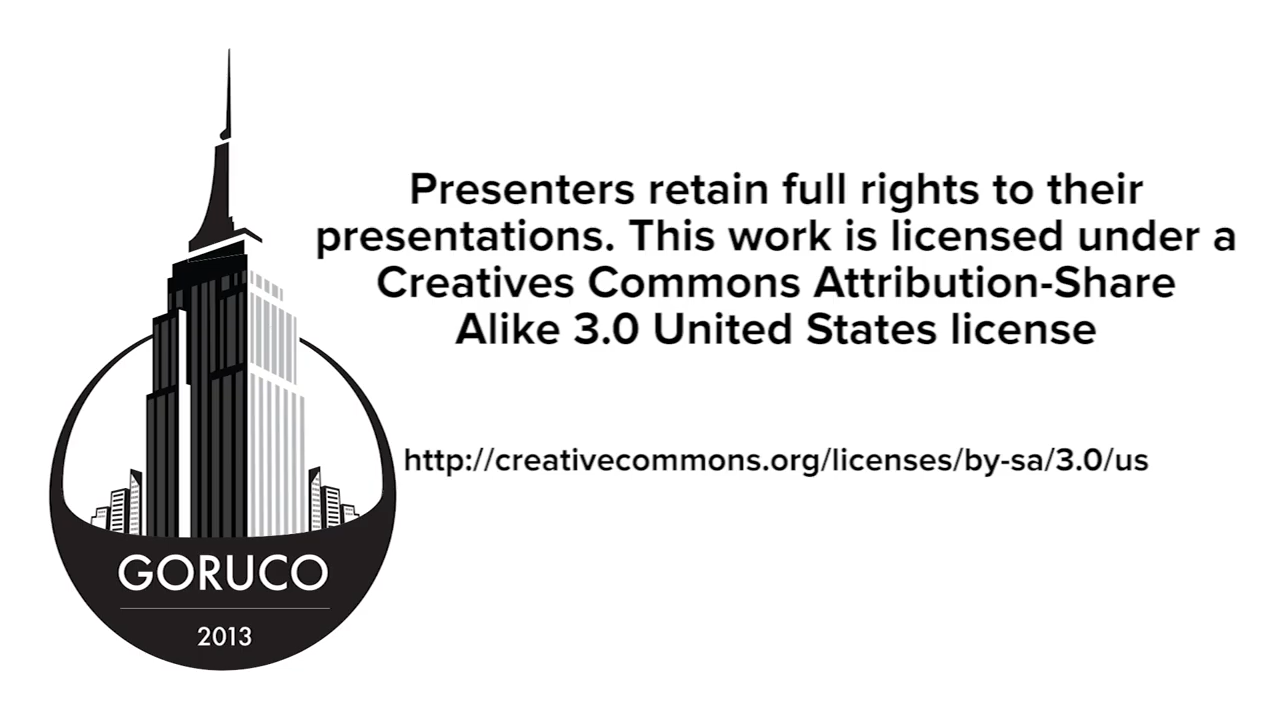 Presenters retain full rights to their
presentations. This work is licensed under a
Creatives Commons Attribution-Share
Alike 3.0 United States license
http://creativecommons.org/licenses/by-sa/3.0/us
GORUCO
2013